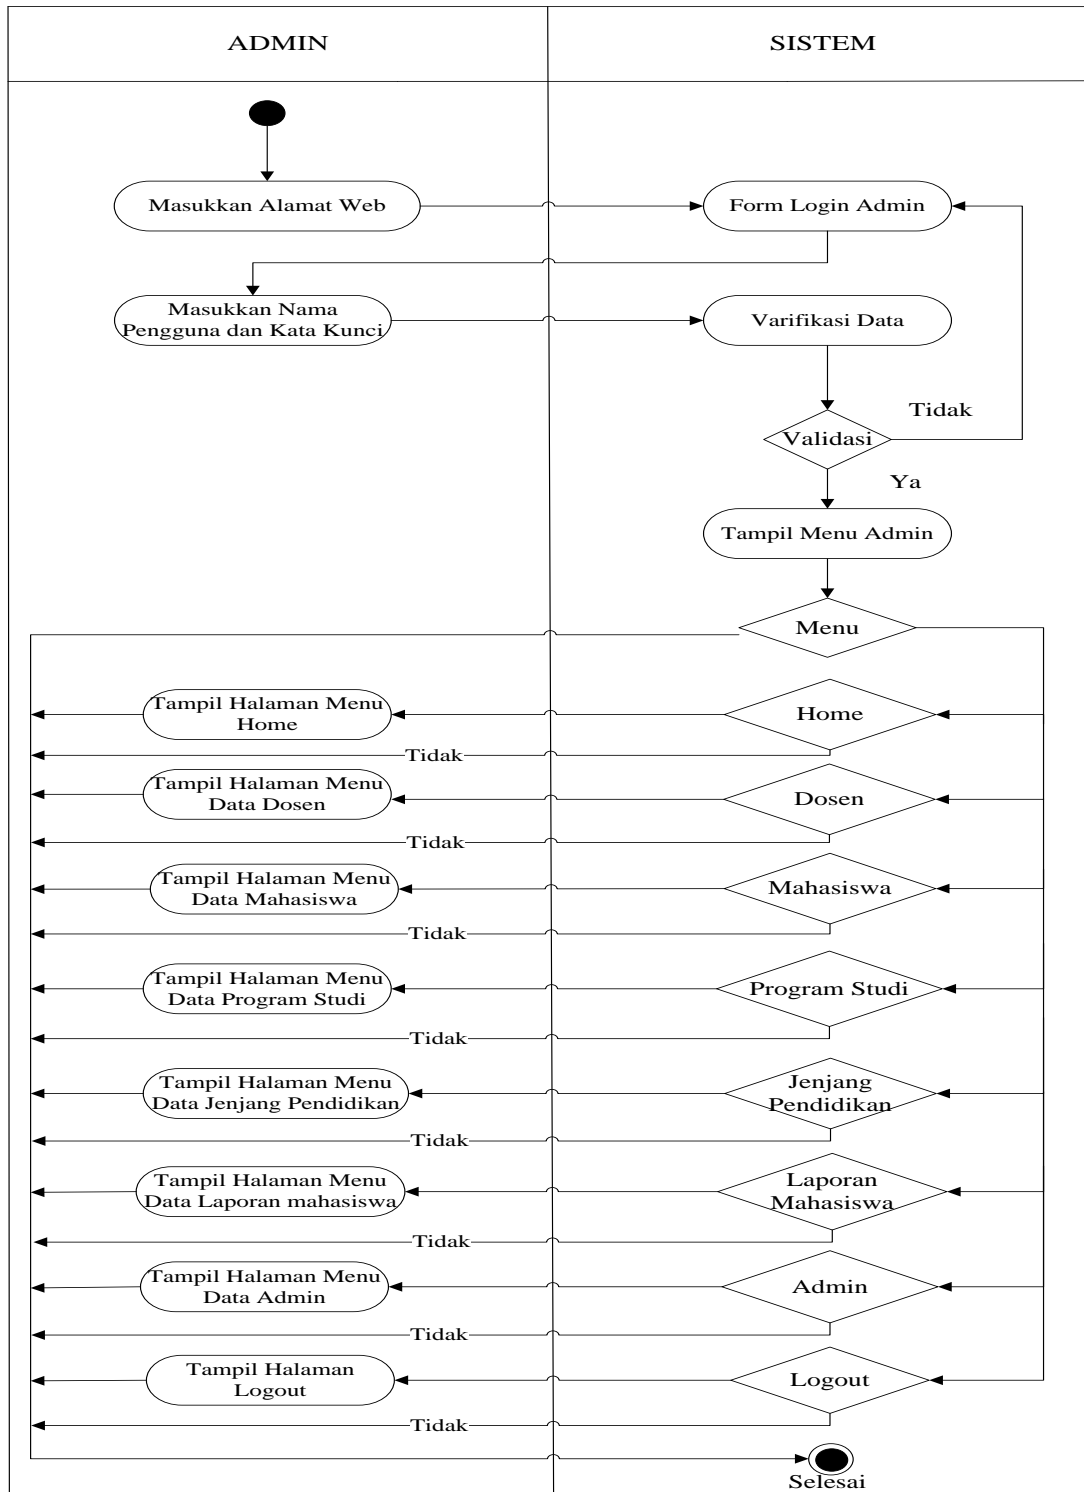 ADMIN
SISTEM
Masukkan Alamat Web
Form Login Admin
Masukkan Nama
Pengguna dan Kata Kunci
Varifikasi Data
Tidak
Validasi
Ya
Tampil Menu Admin
Menu
Tampil Halaman Menu
Home
Home
Tidak
Tampil Halaman Menu
Data Dosen
Dosen
Tidak
Tampil Halaman Menu
Data Mahasiswa
Mahasiswa
Tidak
Tampil Halaman Menu
Data Program Studi
Program Studi
Tidak
Tampil Halaman Menu
Data Jenjang Pendidikan
Jenjang
Pendidikan
Tidak
Tampil Halaman Menu
Data Laporan mahasiswa
Laporan
Mahasiswa
Tidak
Tampil Halaman Menu
Data Admin
Admin
Tidak
Tampil Halaman
Logout
Logout
Tidak
Selesai